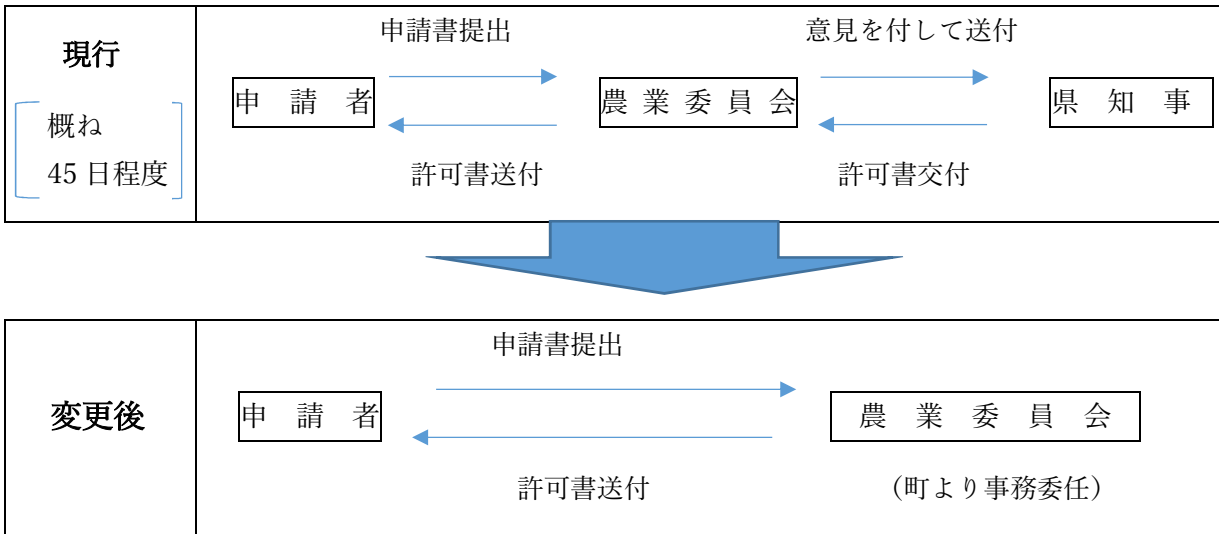 現行
概ね
45日程度
申請書提出
意見を付して送付
申 請 者
農 業 委 員 会
県 知 事
許可書送付
許可書交付
変更後
申請書提出
申 請 者
農 業 委 員 会
許可書送付
（町より事務委任）